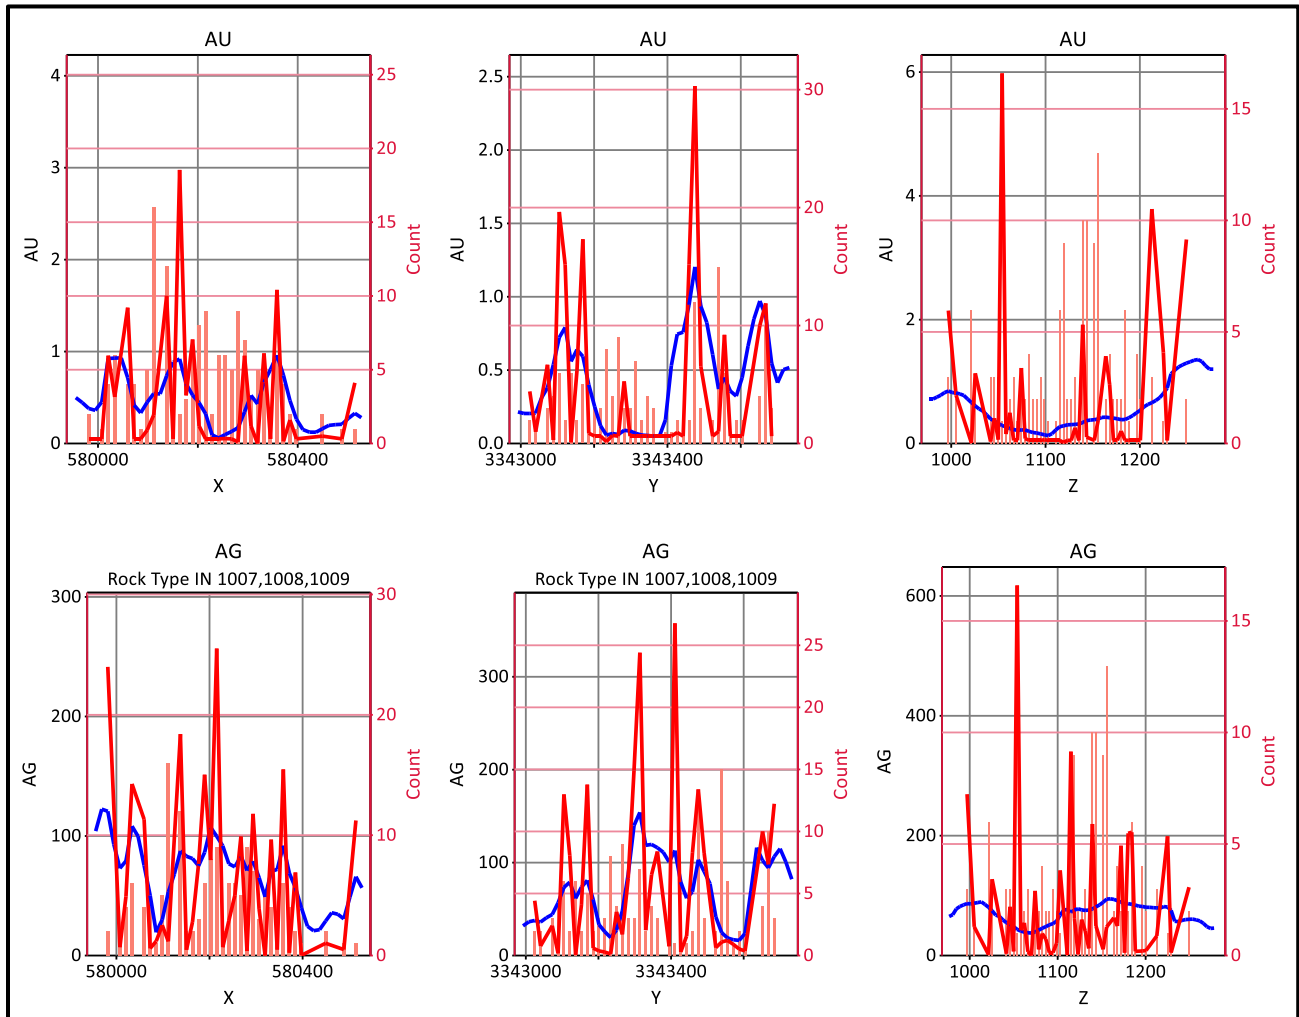 AU
4
3
2
1
0
AU
25
20
15
10
5
0
Count
580000
580400
X
AU
2.5
2.0
1.5
1.0
0.5
0.0
AU
30
20
10
0
Count
3343000
3343400
Y
AU
6
4
2
0
AU
15
10
5
0
Count
1000
1100
1200
Z
AG
Rock Type IN 1007,1008,1009
300
200
100
0
AG
30
20
10
0
Count
580000
580400
X
AG
Rock Type IN 1007,1008,1009
300
200
100
0
AG
25
20
15
10
5
0
Count
3343000
3343400
Y
AG
600
400
200
0
AG
15
10
5
0
Count
1000
1100
1200
Z